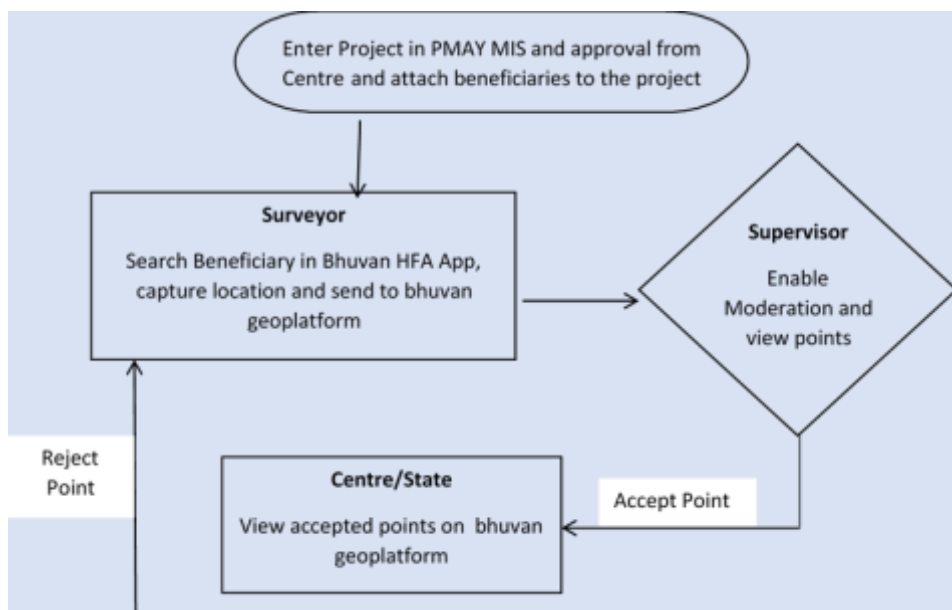 Enter Project in PMAY MIS and approval from
Centre and attach beneficiaries to the project
Surveyor
Search Beneficiary in Bhuvan HFA App,
capture location and send to bhuvan
geoplatform
Supervisor
Enable
Moderation and
view points
Reject
Point
Centre/State
View accepted points on bhuvan
geoplatform
Accept Point